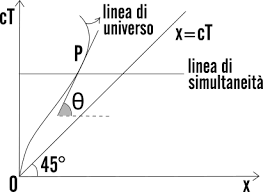 cT
linea di
universo
x=cT
P
linea di
simultaneità
θ
45°
O
x